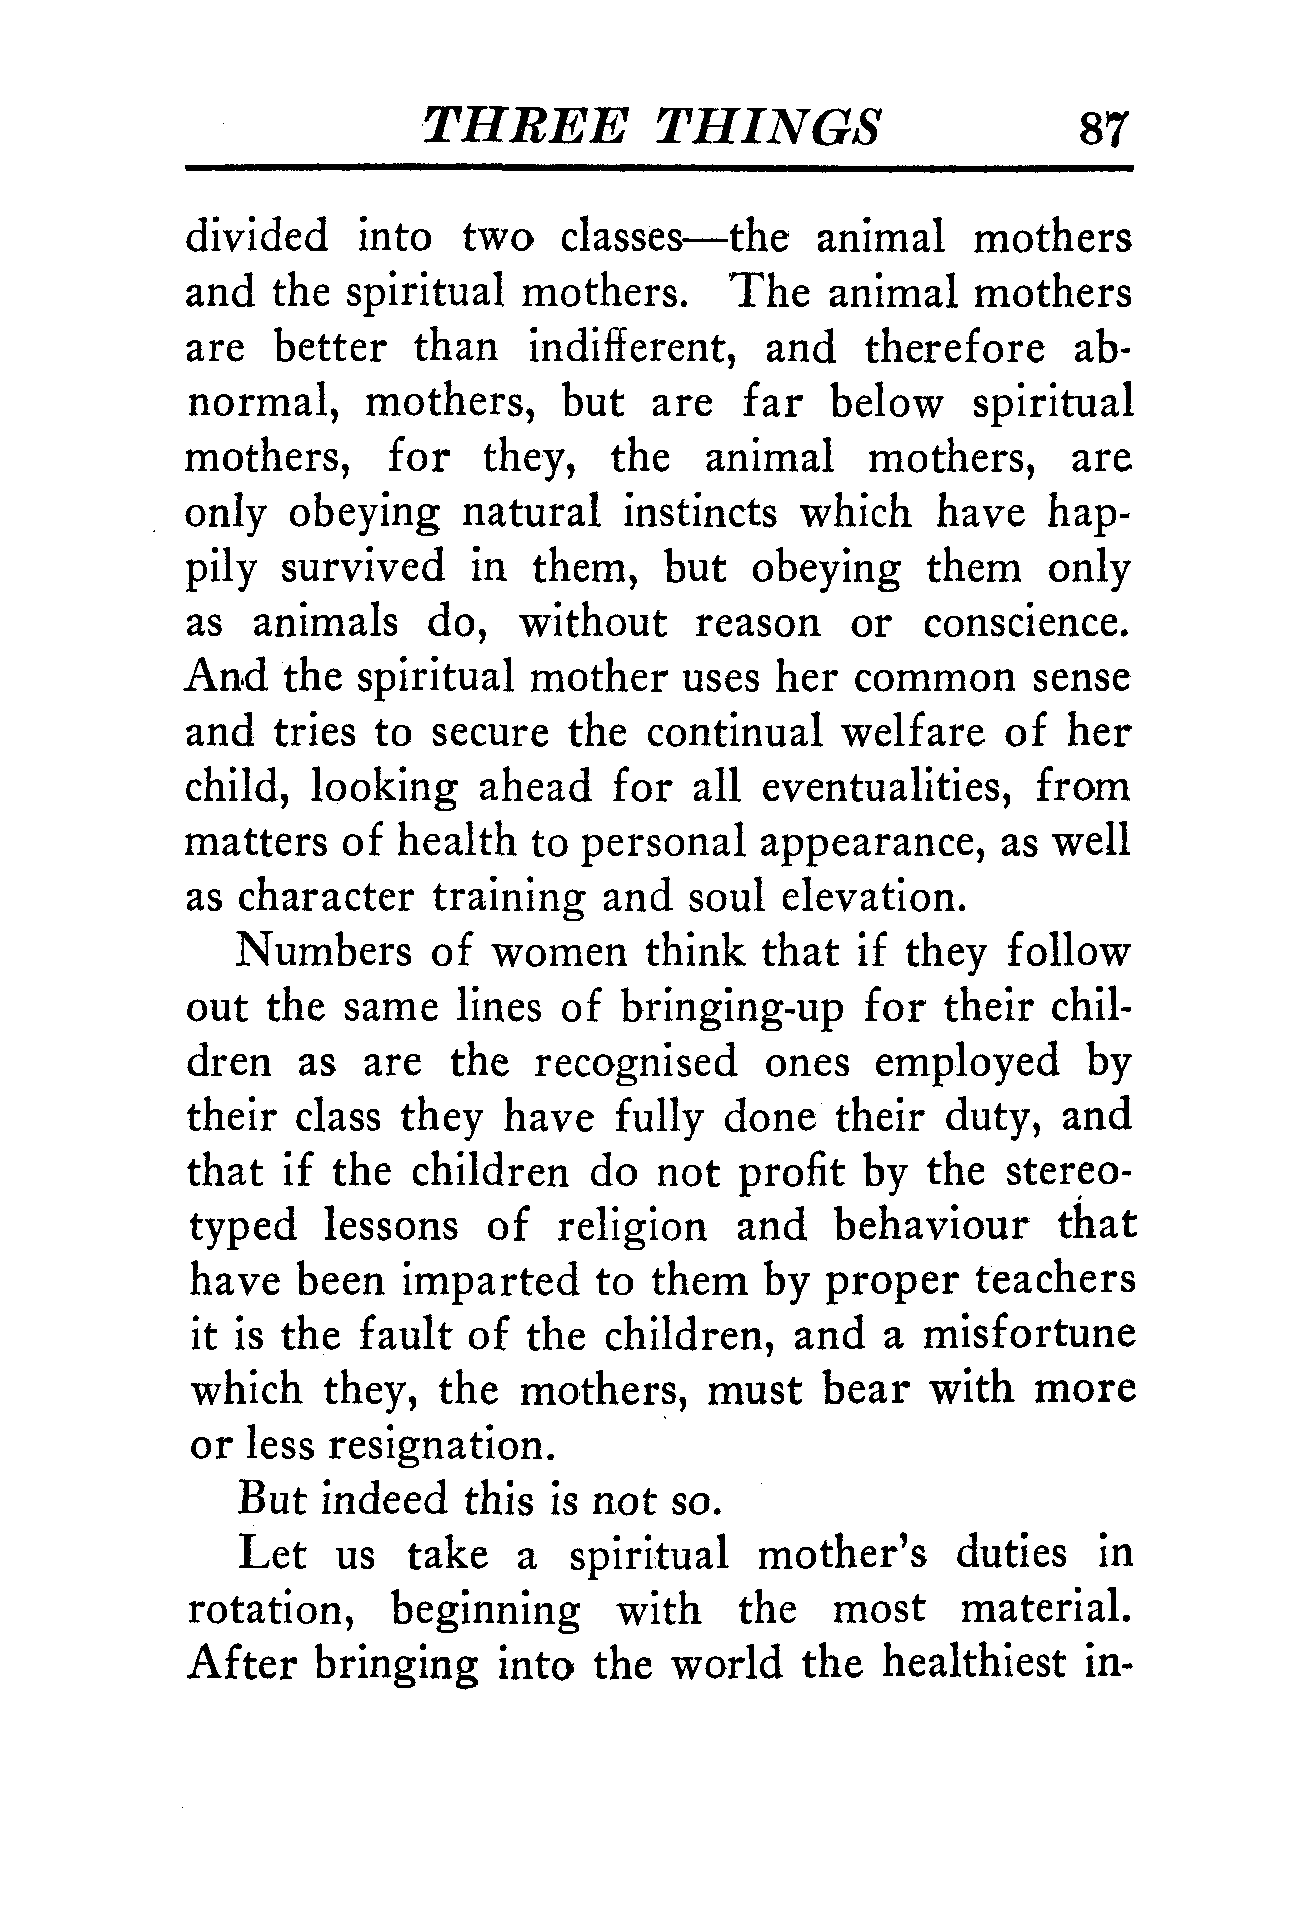 THREE THINGS 87
divided into two classes—the animal mothers
and the spiritual mothers. The animal mothers
are better than indifferent, and therefore ab-
normal, mothers, but are far below spiritual
mothers, for they, the animal mothers, are
only obeying natural instincts which have hap-
pily survived in them, but obeying them only
as animals do, without reason or conscience.
And the spiritual mother uses her common sense
and tries to secure the continual welfare of her
child, looking ahead for all eventualities, from
matters of health to personal appearance, as well
as character training and soul elevation.
Numbers of women think that if they follow
out the same lines of bringing-up for their chil-
dren as are the recognised ones employed by
their class they have fully done their duty, and
that if the children do not profit by the stereo-
typed lessons of religion and behaviour that
have been imparted to them by proper teachers
it is the fault of the children, and a misfortune
which they, the mothers, must bear with more
or less resignation.
But indeed this is not so.
Let us take a spiritual mother's duties in
rotation, beginning with the most material.
After bringing into the world the healthiest in-